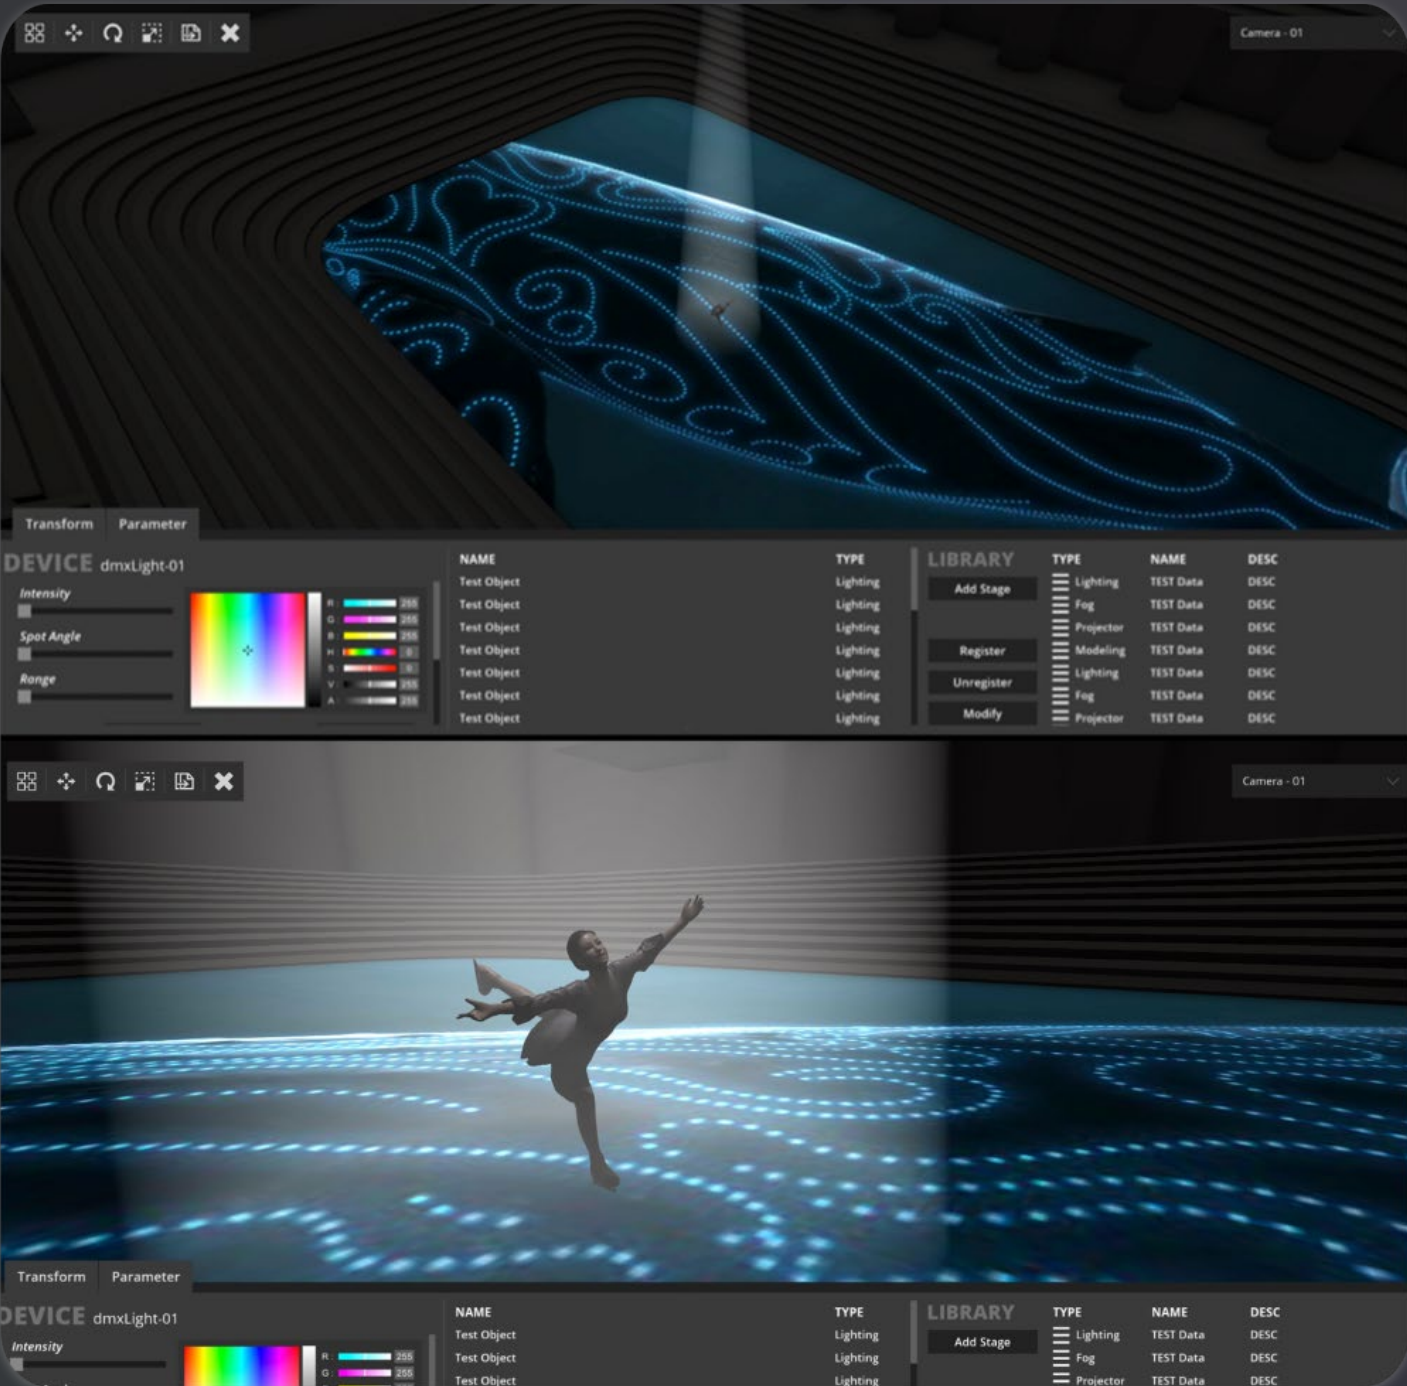 Camera - 01
Transform Parameter
DEVICE dmxLight-01
Intensity
Spot Angle
Range
R : 255
G : 255
B : 255
H : 0
S : 0
V : 255
A : 255
NAME TYPE
Test Object Lighting
Test Object Lighting
Test Object Lighting
Test Object Lighting
Test Object Lighting
Test Object Lighting
Test Object Lighting
LIBRARY
Add Stage
Register
Unregister
Modify
TYPE NAME DESC
Lighting TEST Data DESC
Fog TEST Data DESC
Projector TEST Data DESC
Modeling TEST Data DESC
Lighting TEST Data DESC
Fog TEST Data DESC
Projector TEST Data DESC
Camera - 01
Transform Parameter
DEVICE dmxLight-01
Intensity
R : 255
G : 255
NAME TYPE
Test Object Lighting
Test Object Lighting
Test Object Lighting
LIBRARY
Add Stage
TYPE NAME DESC
Lighting TEST Data DESC
Fog TEST Data DESC
Projector TEST Data DESC